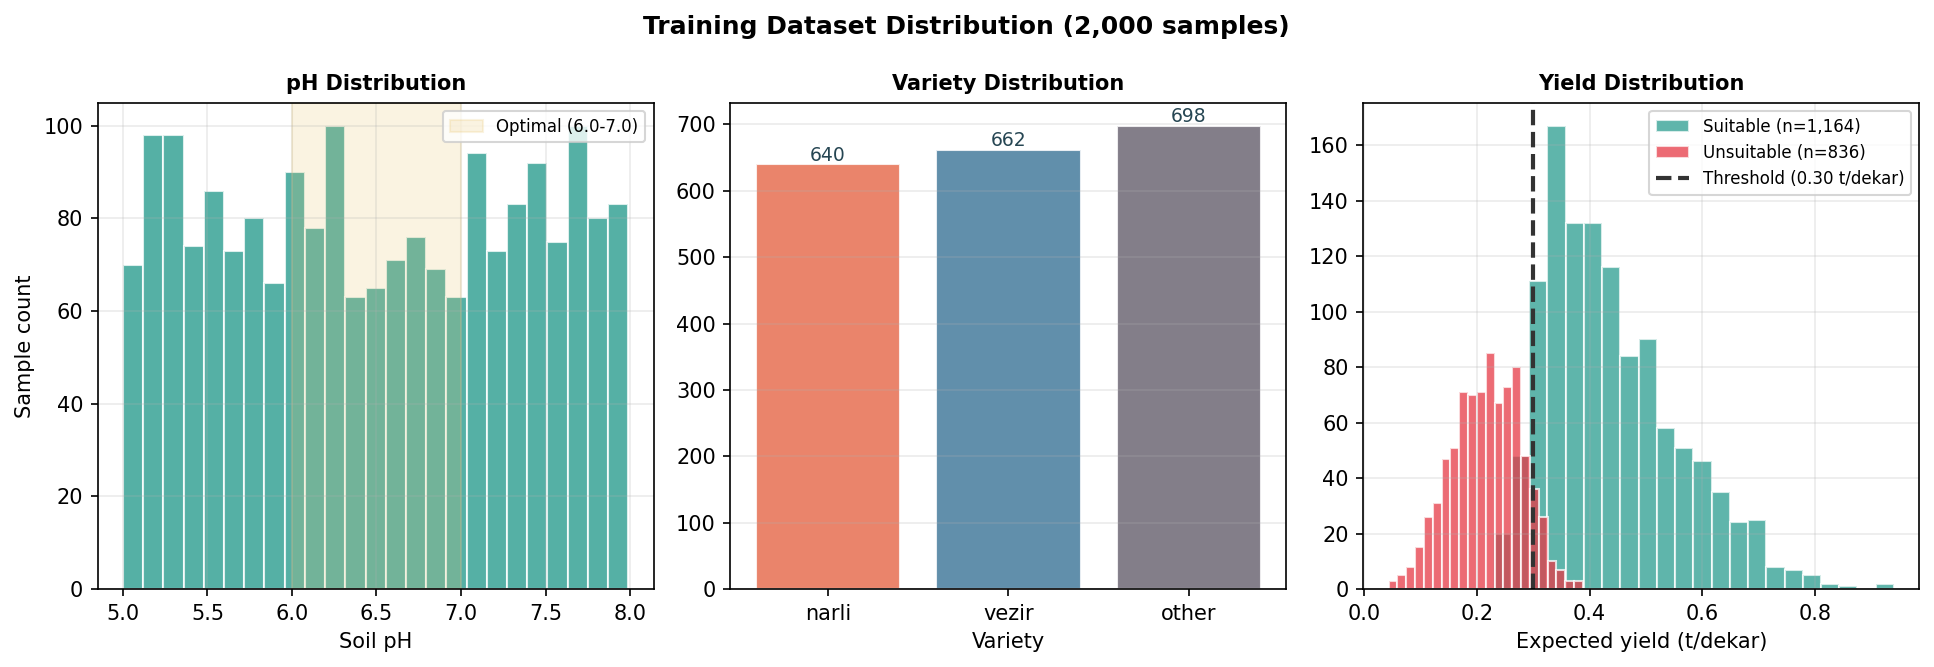 Training Dataset Distribution (2,000 samples)
pH Distribution
Sample count
100
80
60
40
20
0
Optimal (6.0-7.0)
5.0 5.5 6.0 6.5 7.0 7.5 8.0
Soil pH
Variety Distribution
700
600
500
400
300
200
100
0
640
662
698
narli vezir other
Variety
Yield Distribution
160
140
120
100
80
60
40
20
0
Suitable (n=1,164)
Unsuitable (n=836)
Threshold (0.30 t/dekar)
0.0 0.2 0.4 0.6 0.8
Expected yield (t/dekar)